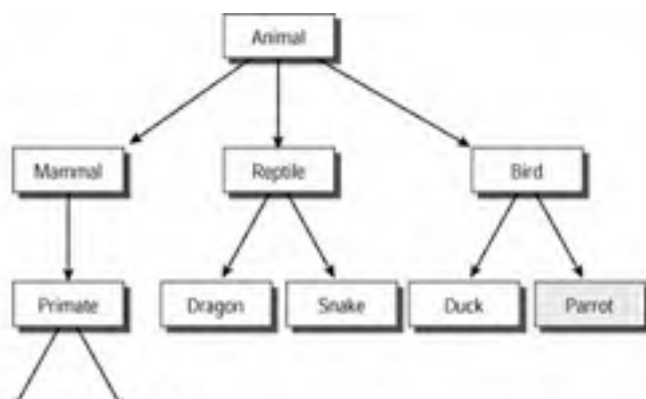 Animal
Mammal
Reptile
Bird
Primate
Dragon
Snake
Duck
Parrot